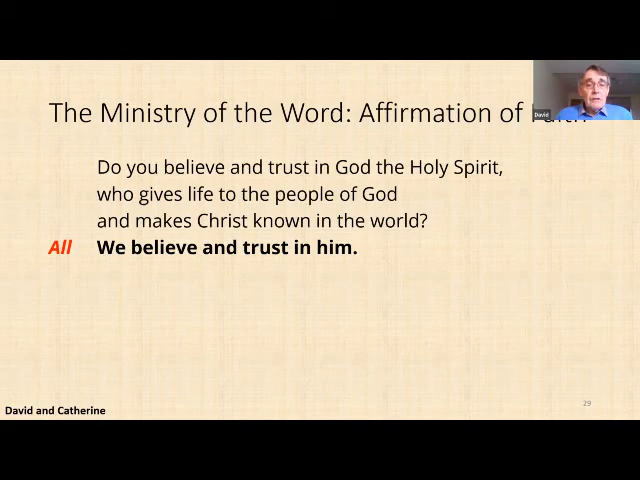 The Ministry of the Word: Affirmation of
David
Do you believe and trust in God the Holy Spirit,
who gives life to the people of God
and makes Christ known in the world?
All We believe and trust in him.
29
David and Catherine